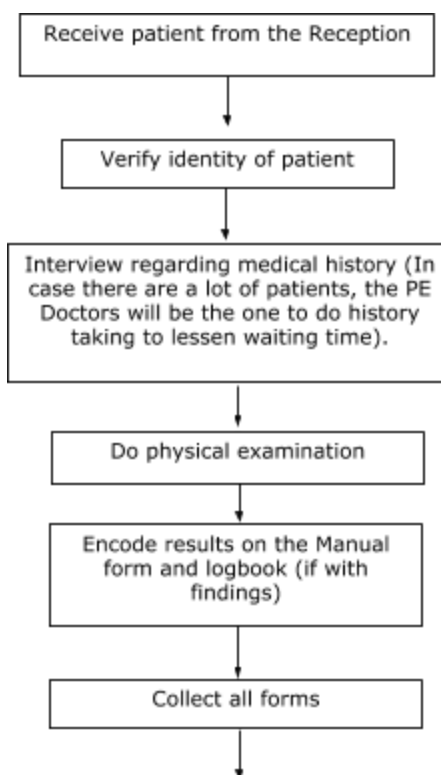 Receive patient from the Reception
Verify identity of patient
Interview regarding medical history (In
case there are a lot of patients, the PE
Doctors will be the one to do history
taking to lessen waiting time).
Do physical examination
Encode results on the Manual
form and logbook (if with
findings)
Collect all forms